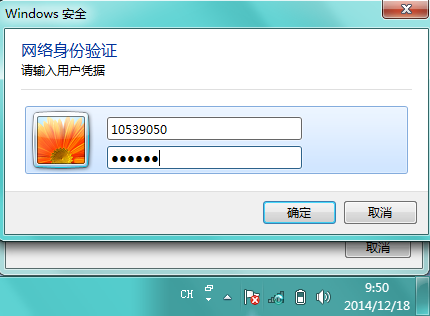 Windows 安全
网络身份验证
请输入用户凭据
10539050
●●●●●●
确定
取消
取消
CH
9:50
2014/12/18